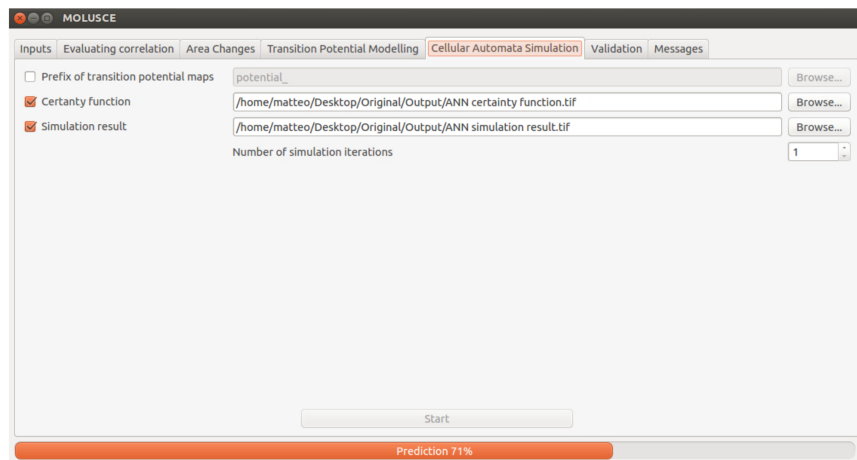 MOLUSCE
Inputs Evaluating correlation Area Changes Transition Potential Modelling Cellular Automata Simulation Validation Messages
Prefix of transition potential maps potential_ Browse...
Certanty function /home/matteo/Desktop/Original/Output/ANN certainty function.tif Browse...
Simulation result /home/matteo/Desktop/Original/Output/ANN simulation result.tif Browse...
Number of simulation iterations 1
Start
Prediction 71%